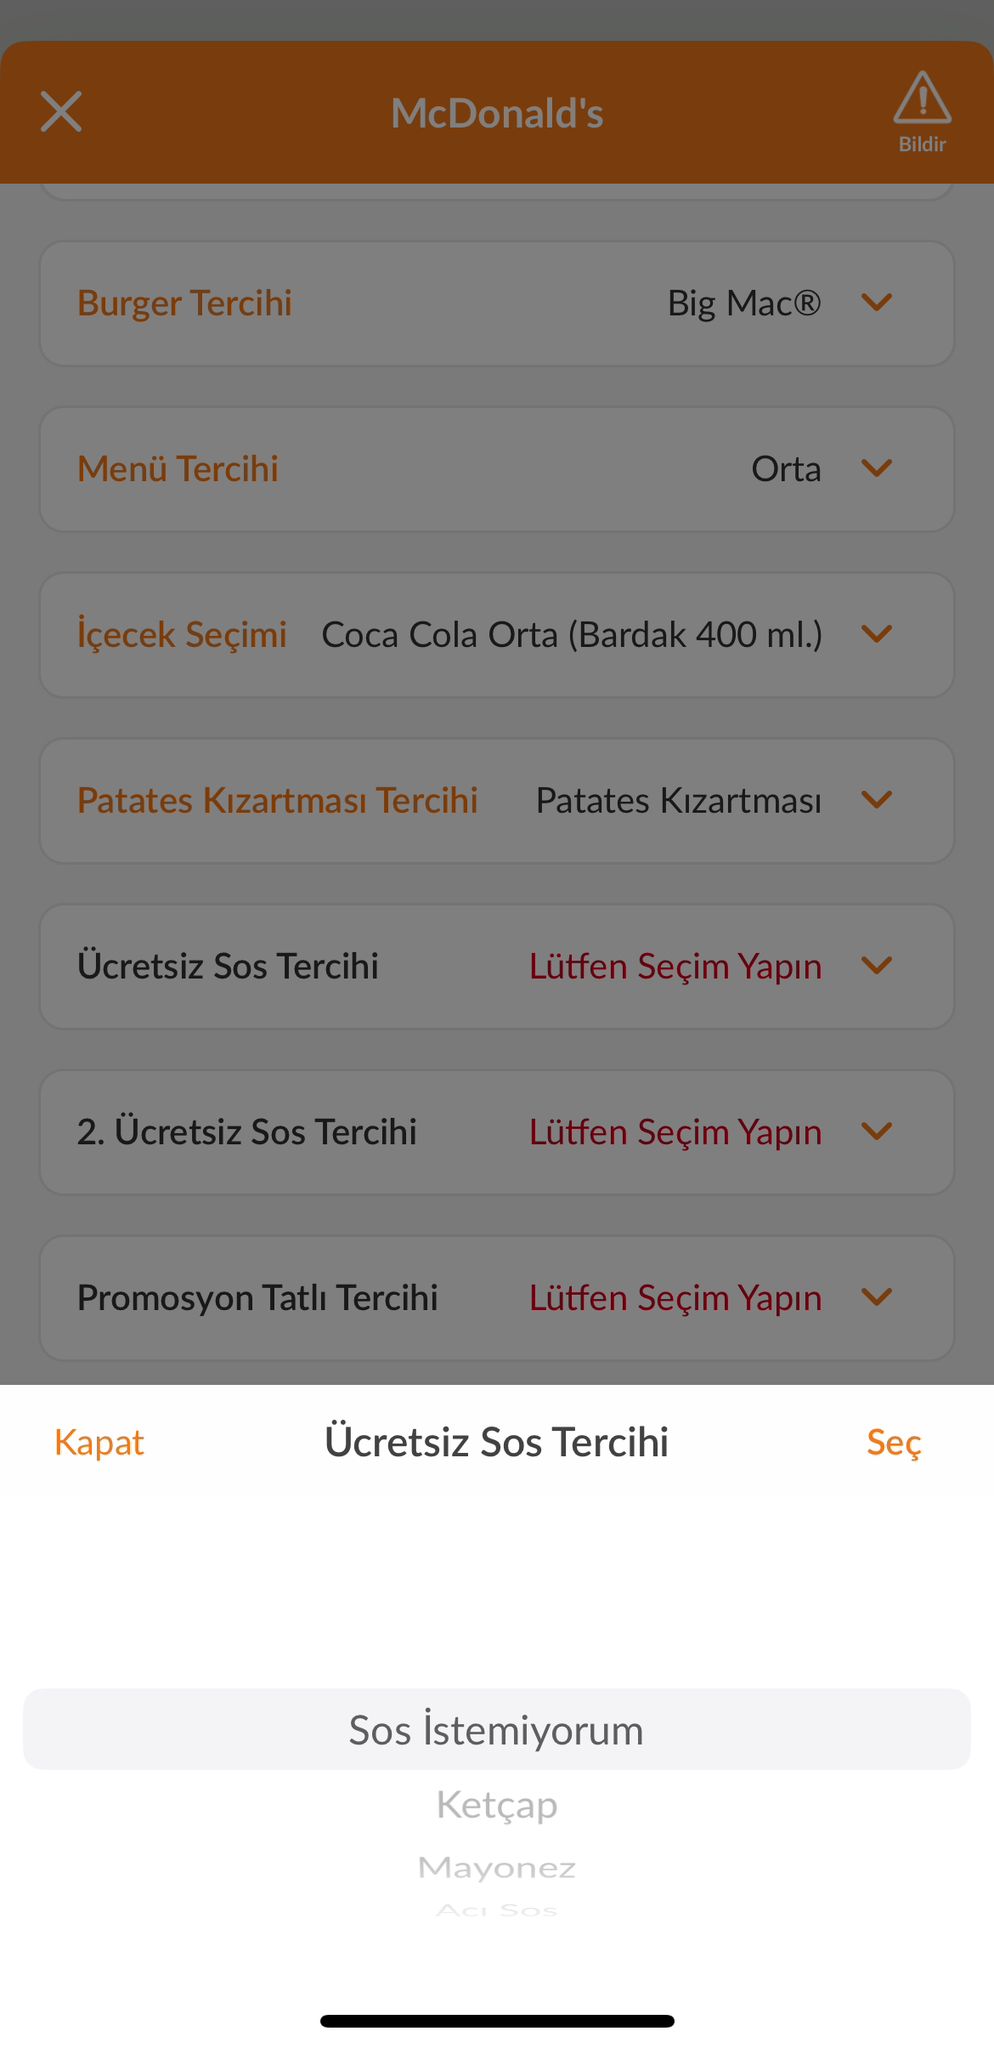 McDonald's
Bildir
Burger Tercihi Big Mac®
Menü Tercihi Orta
İçecek Seçimi Coca Cola Orta (Bardak 400 ml.)
Patates Kızartması Tercihi Patates Kızartması
Ücretsiz Sos Tercihi Lütfen Seçim Yapın
2. Ücretsiz Sos Tercihi Lütfen Seçim Yapın
Promosyon Tatlı Tercihi Lütfen Seçim Yapın
Kapat Ücretsiz Sos Tercihi Seç
Sos İstemiyorum
Ketçap
Mayonez
Acı Sos